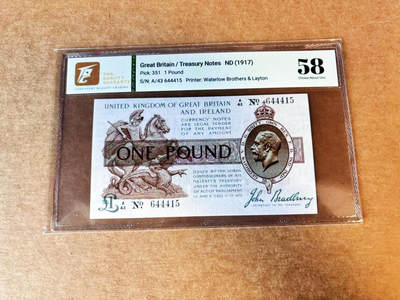 Great Britain / Treasury Notes ND (1917)
Pick: 351 1 Pound
S/N: A/43 644415 Printer: Waterlow Brothers & Layton
58
UNITED KINGDOM OF GREAT BRITAIN
AND IRELAND
A/43 No 644415
CURRENCY NOTES
ARE LEGAL TENDER
FOR THE PAYMENT
OF ANY AMOUNT
ONE POUND
ISSUED BY THE LORDS
COMMISSIONERS OF HIS
MAJESTY'S TREASURY
UNDER THE AUTHORITY
OF ACT OF PARLIAMENT
£1 A/43 No 644415
John Bradbury